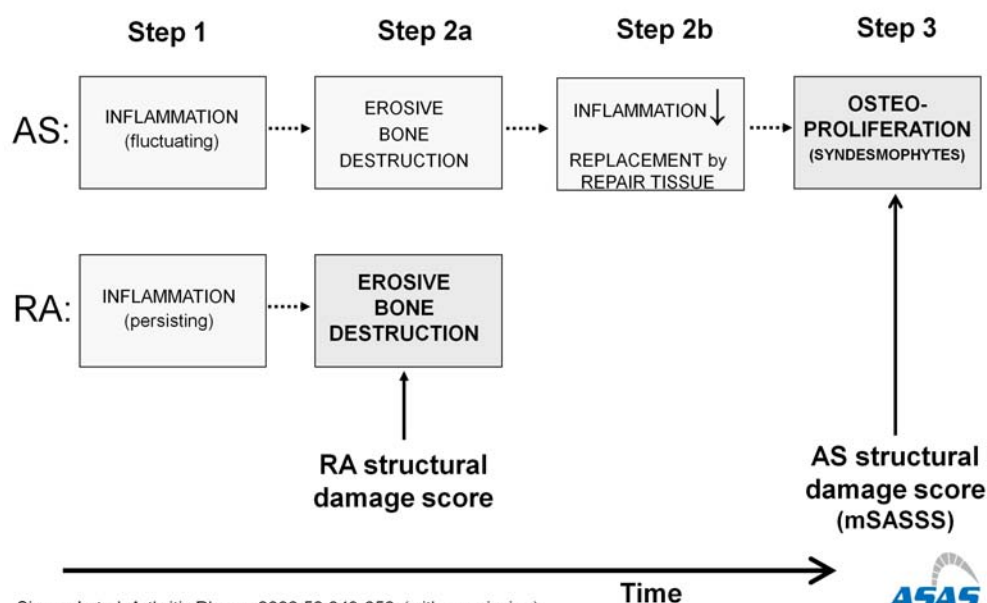 Step 1
Step 2a
Step 2b
Step 3
AS:
INFLAMMATION
(fluctuating)
EROSIVE
BONE
DESTRUCTION
INFLAMMATION ↓
REPLACEMENT by
REPAIR TISSUE
OSTEO-
PROLIFERATION
(SYNDESMOPHYTES)
RA:
INFLAMMATION
(persisting)
EROSIVE
BONE
DESTRUCTION
RA structural
damage score
AS structural
damage score
(mSASSS)
Time
ASAS